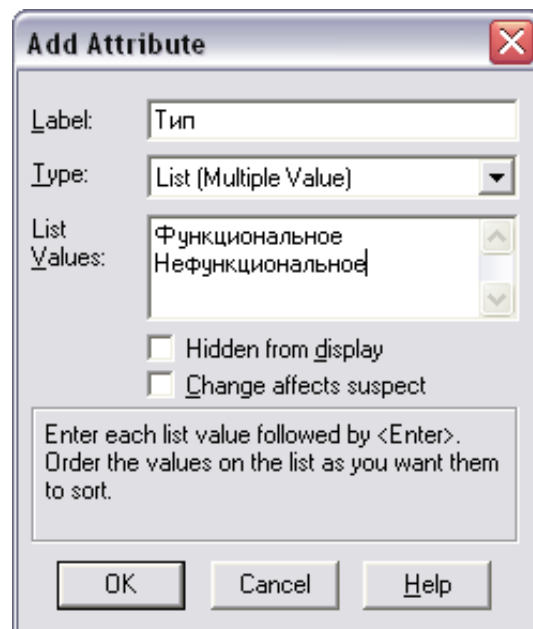 Add Attribute
Label:
Тип
Type:
List (Multiple Value)
List
Values:
Функциональное
Нефункциональное
Hidden from display
Change affects suspect
Enter each list value followed by <Enter>.
Order the values on the list as you want them
to sort.
OK
Cancel
Help